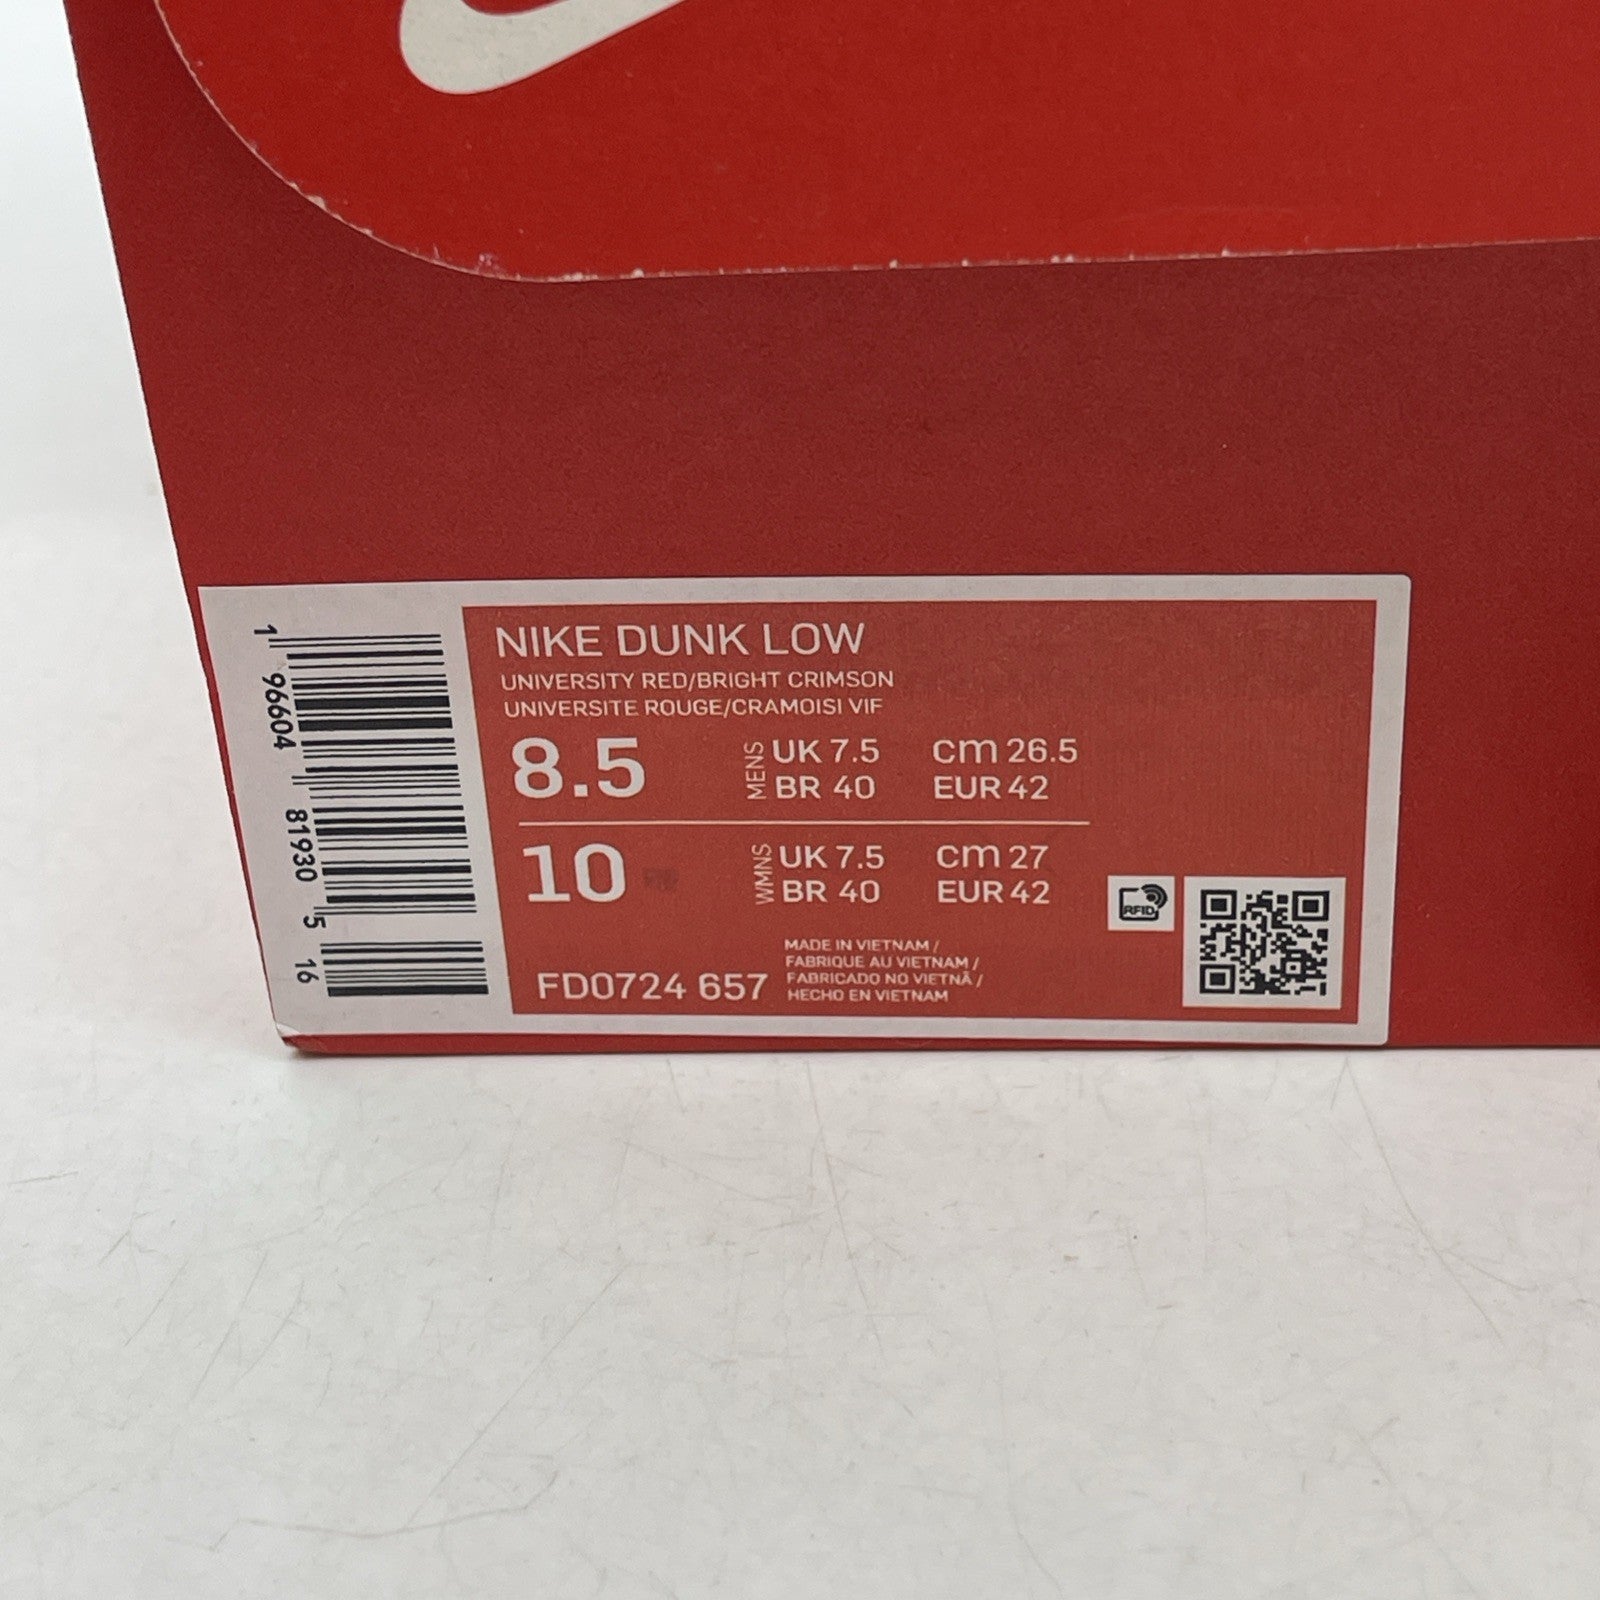 NIKE DUNK LOW
UNIVERSITY RED/BRIGHT CRIMSON
UNIVERSITE ROUGE/CRAMOISI VIF
8.5 MENS UK 7.5 cm 26.5
BR 40 EUR 42
10 WMNS UK 7.5 cm 27
BR 40 EUR 42
RFID
MADE IN VIETNAM /
FABRIQUE AU VIETNAM /
FABRICADO NO VIETNÃ /
HECHO EN VIETNAM
FD0724 657
1 96604 81930 5 16